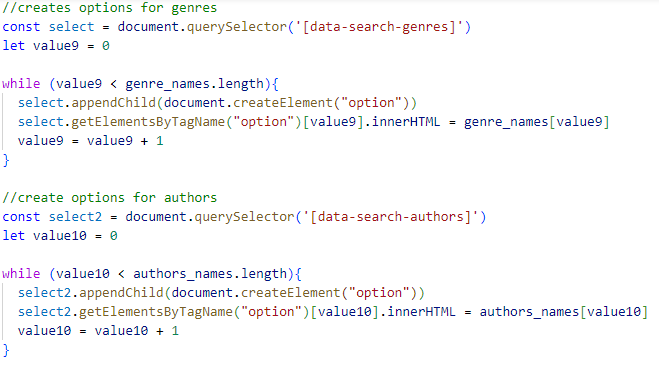 //creates options for genres
const select = document.querySelector('[data-search-genres]')
let value9 = 0
while (value9 < genre_names.length){
select.appendChild(document.createElement("option"))
select.getElementsByTagName("option")[value9].innerHTML = genre_names[value9]
value9 = value9 + 1
}
//create options for authors
const select2 = document.querySelector('[data-search-authors]')
let value10 = 0
while (value10 < authors_names.length){
select2.appendChild(document.createElement("option"))
select2.getElementsByTagName("option")[value10].innerHTML = authors_names[value10]
value10 = value10 + 1
}